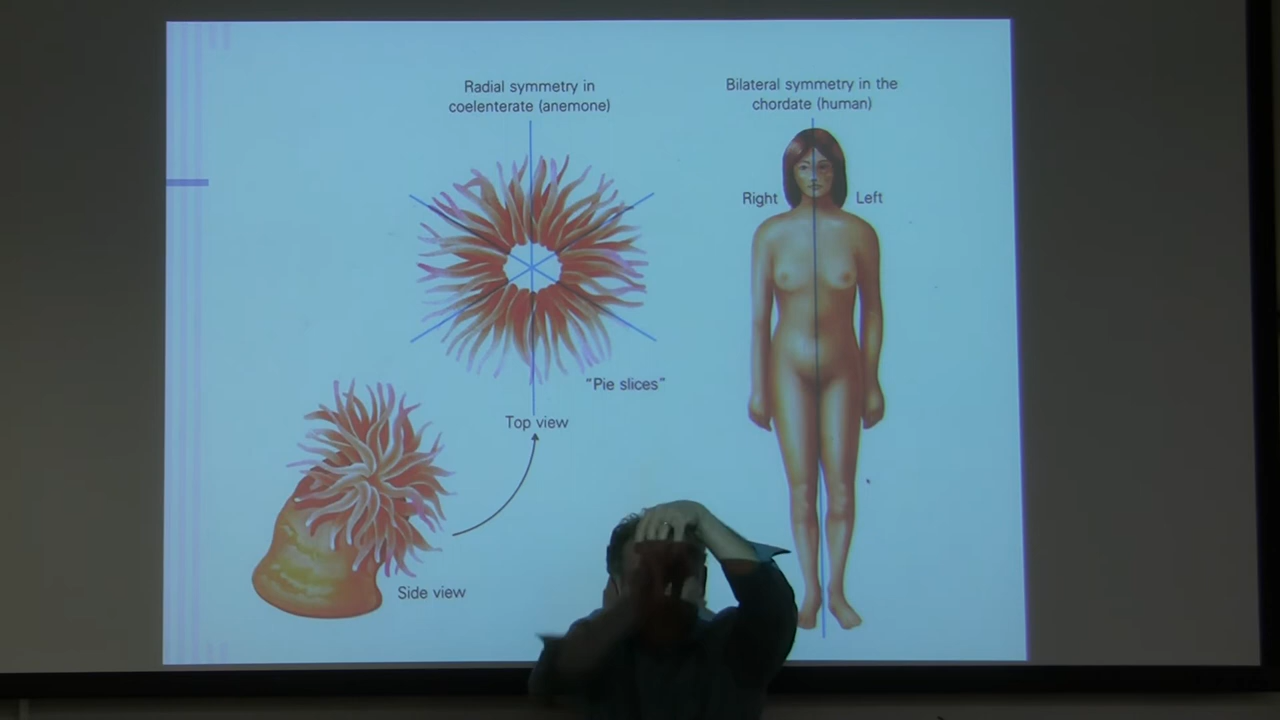 Radial symmetry in
coelenterate (anemone)
Bilateral symmetry in the
chordate (human)
Right
Left
"Pie slices"
Top view
Side view